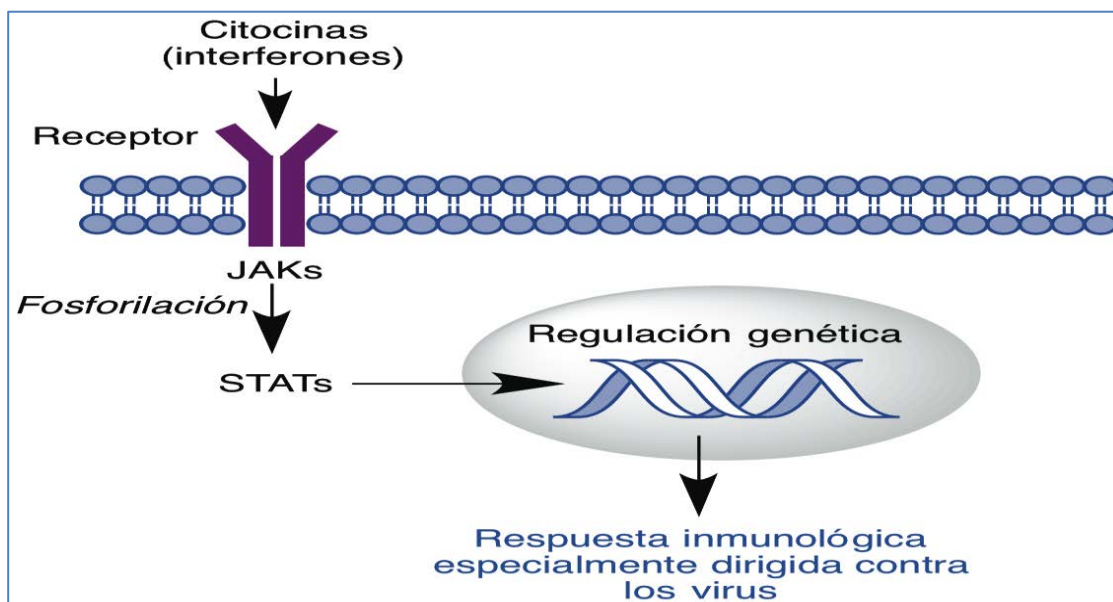 Citocinas
(interferones)
Receptor
JAKs
Fosforilación
STATs
Regulación genética
Respuesta inmunológica
especialmente dirigida contra
los virus